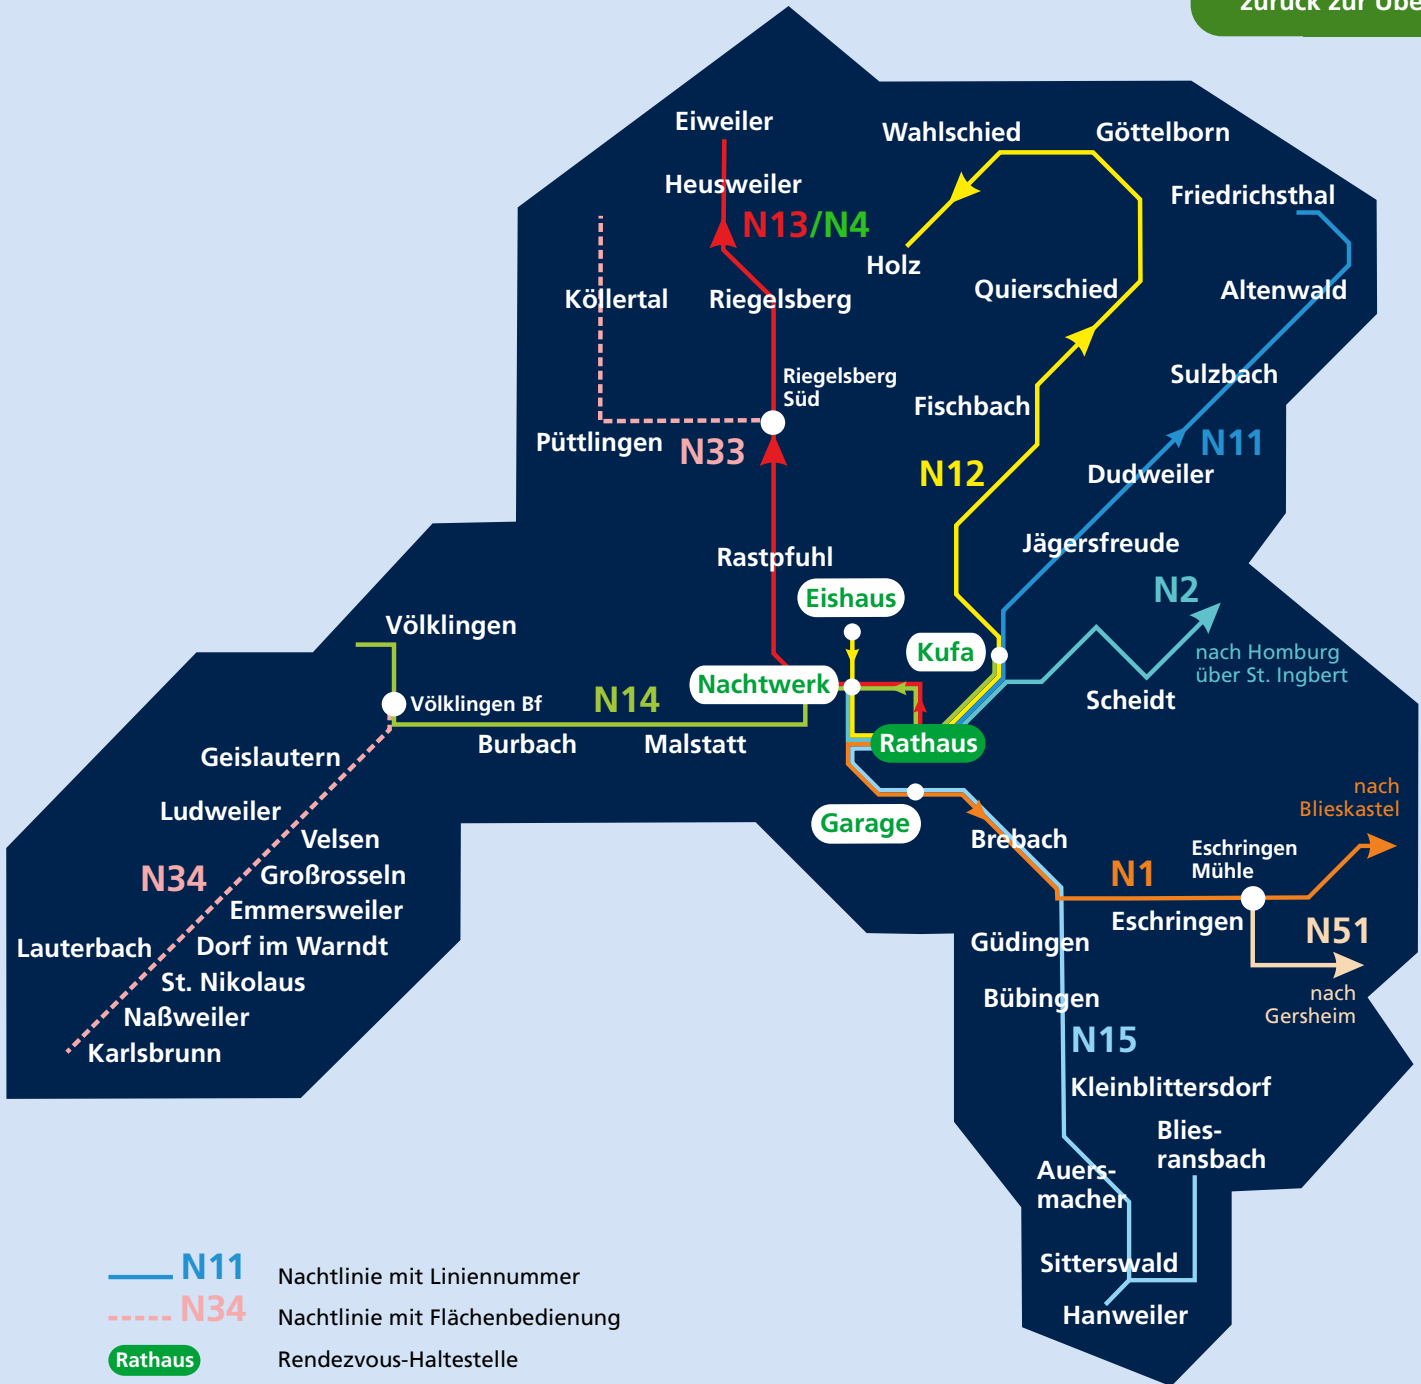 zurück zur Übe
Eiweiler
Wahlschied
Göttelborn
Heusweiler
Friedrichsthal
N13/N4
Holz
Köllertal
Riegelsberg
Quierschied
Altenwald
Riegelsberg
Süd
Sulzbach
Fischbach
Püttlingen
N33
N11
N12
Dudweiler
Rastpfuhl
Jägersfreude
Eishaus
N2
Völklingen
Kufa
nach Homburg
über St. Ingbert
Nachtwerk
N14
Völklingen Bf
Scheidt
Burbach
Malstatt
Rathaus
Geislautern
nach
Blieskastel
Ludweiler
Garage
Velsen
Brebach
Eschringen
Mühle
N34
Großrosseln
N1
Emmersweiler
Eschringen
N51
Lauterbach
Dorf im Warndt
Güdingen
St. Nikolaus
Bübingen
nach
Gersheim
Naßweiler
N15
Karlsbrunn
Kleinblittersdorf
Blies-
ransbach
Auers-
macher
Sitterswald
Hanweiler
N11 Nachtlinie mit Liniennummer
N34 Nachtlinie mit Flächenbedienung
Rathaus Rendezvous-Haltestelle